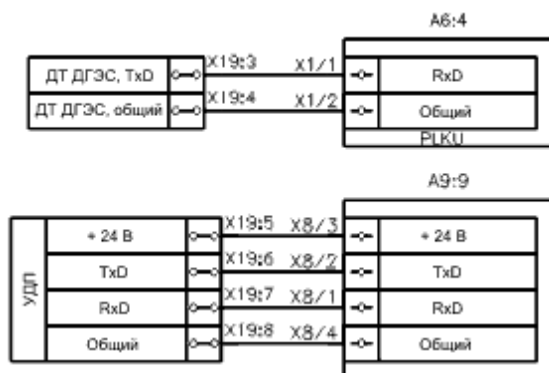 A6:4
ДТ ДГЭС, TxD X19:3 X1/1 RxD
ДТ ДГЭС, общий X19:4 X1/2 Общий
PLKU
A9:9
УДП
+ 24 В X19:5 X8/3 + 24 В
TxD X19:6 X8/2 TxD
RxD X19:7 X8/1 RxD
Общий X19:8 X8/4 Общий